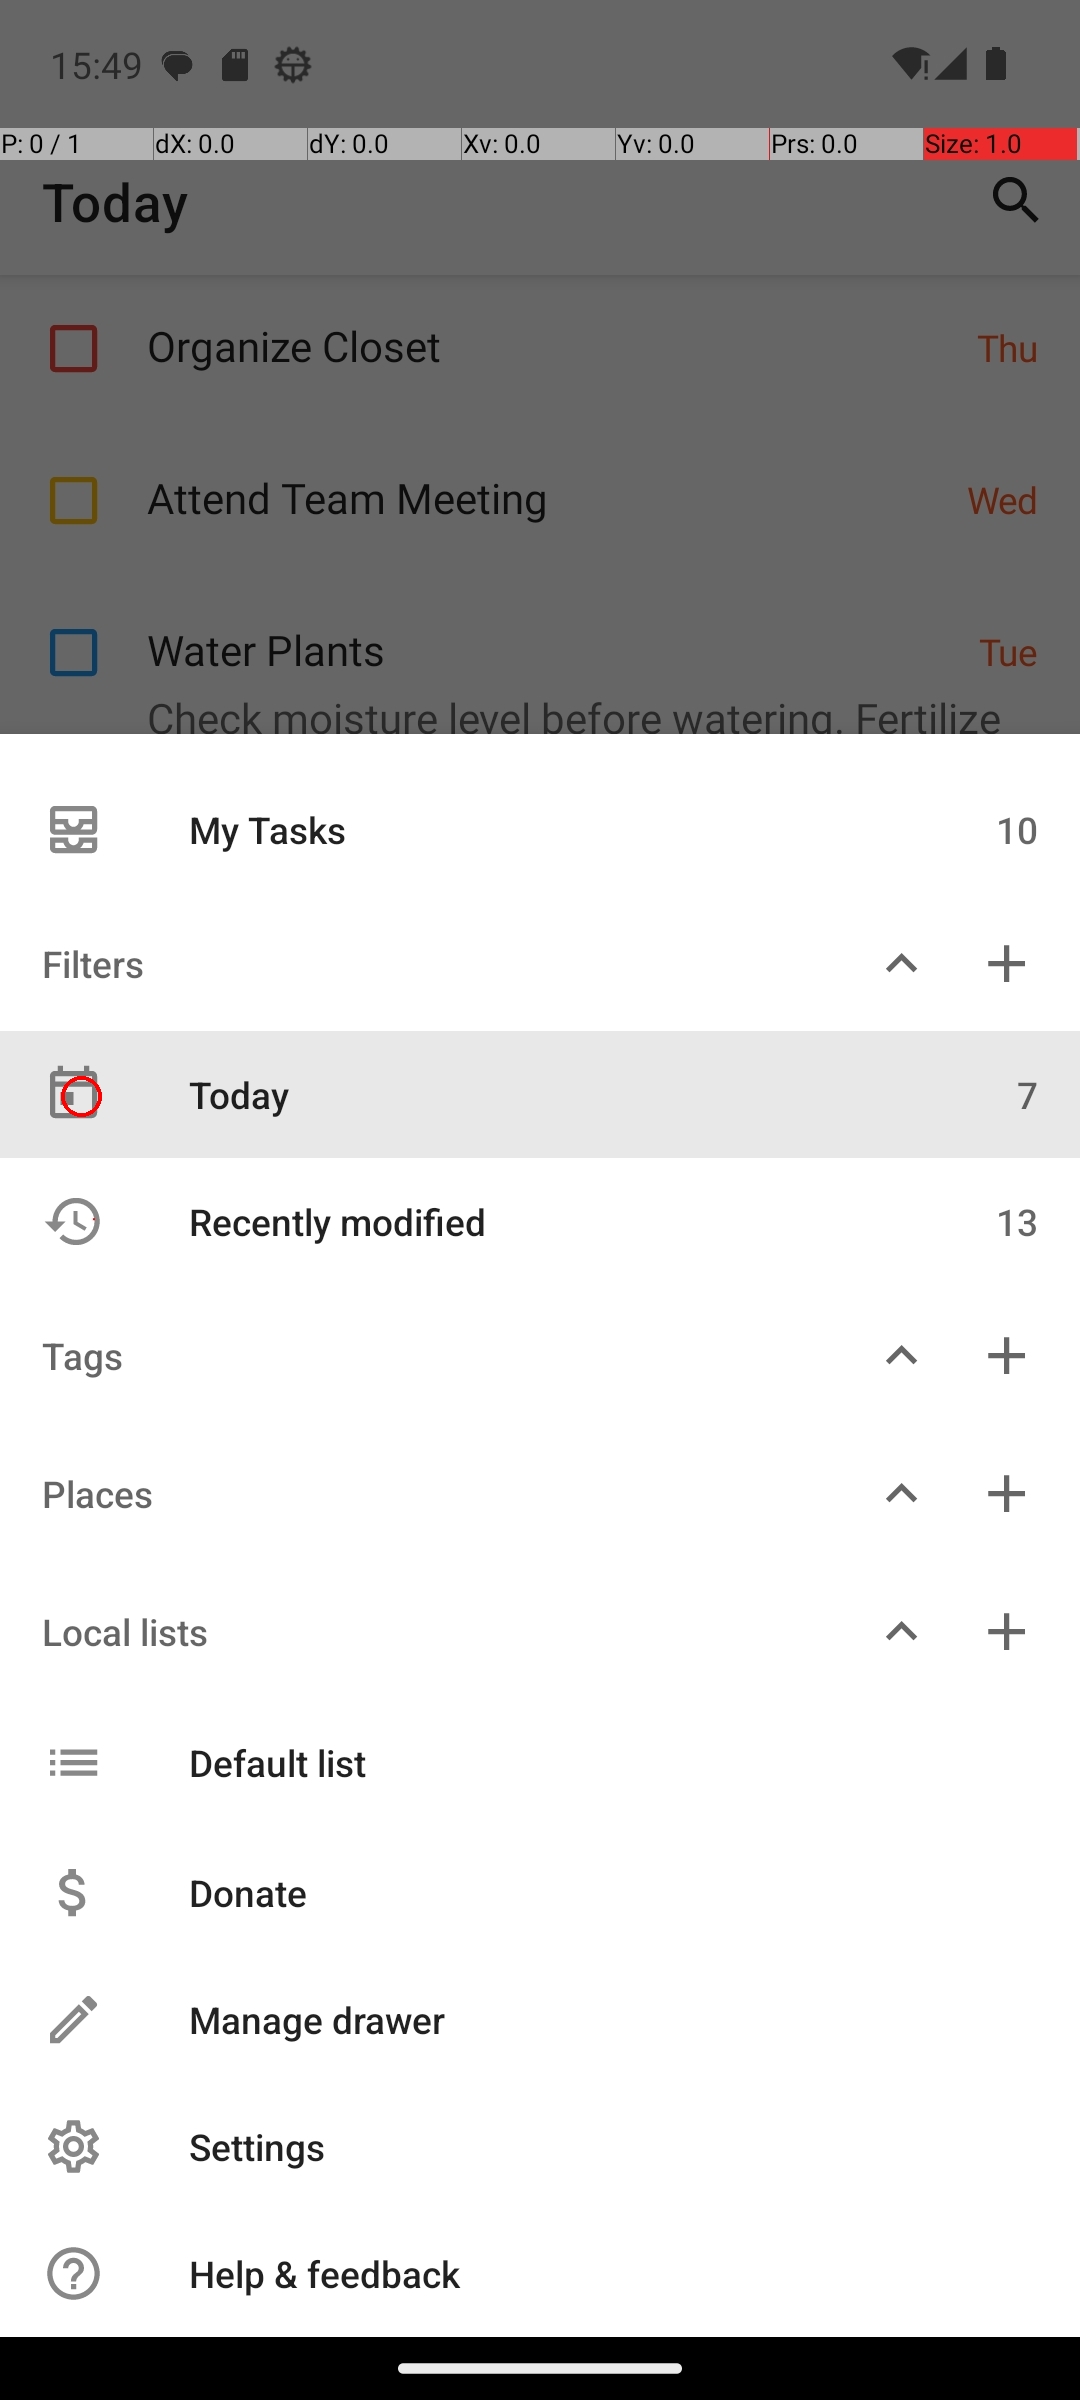 15:49
P: 0 / 1 dX: 0.0 dY: 0.0 Xv: 0.0 Yv: 0.0 Prs: 0.0 Size: 1.0
Today
Organize Closet Thu
Attend Team Meeting Wed
Water Plants Tue
Check moisture level before watering. Fertilize
My Tasks 10
Filters
Today 7
Recently modified 13
Tags
Places
Local lists
Default list
Donate
Manage drawer
Settings
Help & feedback